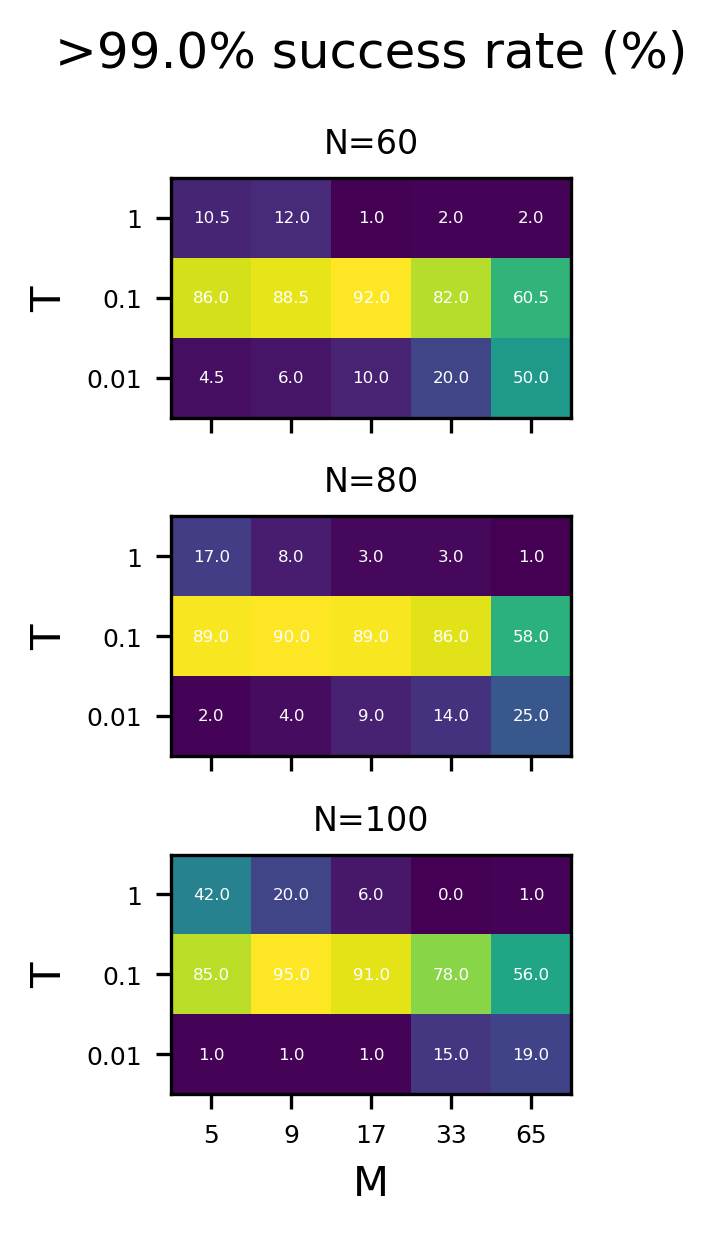 >99.0% success rate (%)
N=60
1 10.5 12.0 1.0 2.0 2.0
T 0.1 86.0 88.5 92.0 82.0 60.5
0.01 4.5 6.0 10.0 20.0 50.0
N=80
1 17.0 8.0 3.0 3.0 1.0
T 0.1 89.0 90.0 89.0 86.0 58.0
0.01 2.0 4.0 9.0 14.0 25.0
N=100
1 42.0 20.0 6.0 0.0 1.0
T 0.1 85.0 95.0 91.0 78.0 56.0
0.01 1.0 1.0 1.0 15.0 19.0
5 9 17 33 65
M